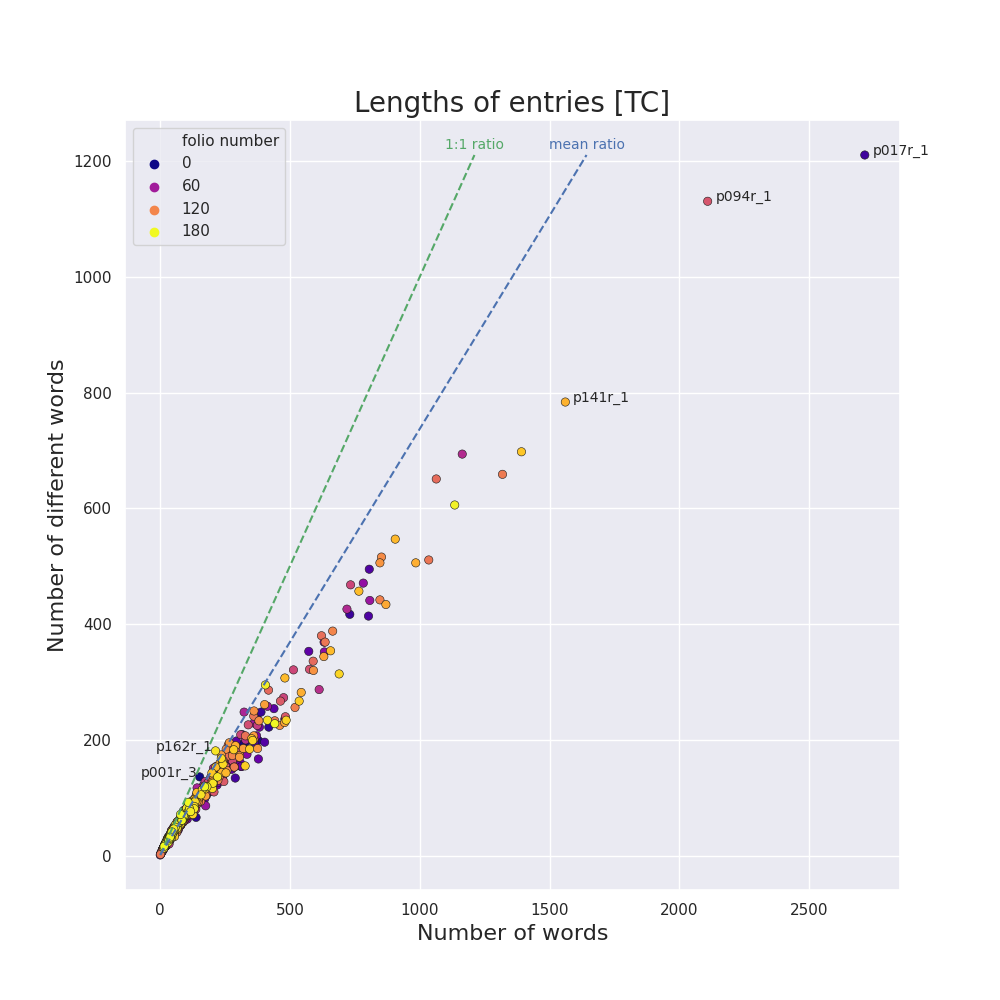 Lengths of entries [TC]
folio number
0
60
120
180
1:1 ratio
mean ratio
p017r_1
p094r_1
p141r_1
p162r_1
p001r_3
Number of different words
1200
1000
800
600
400
200
0
0 500 1000 1500 2000 2500
Number of words